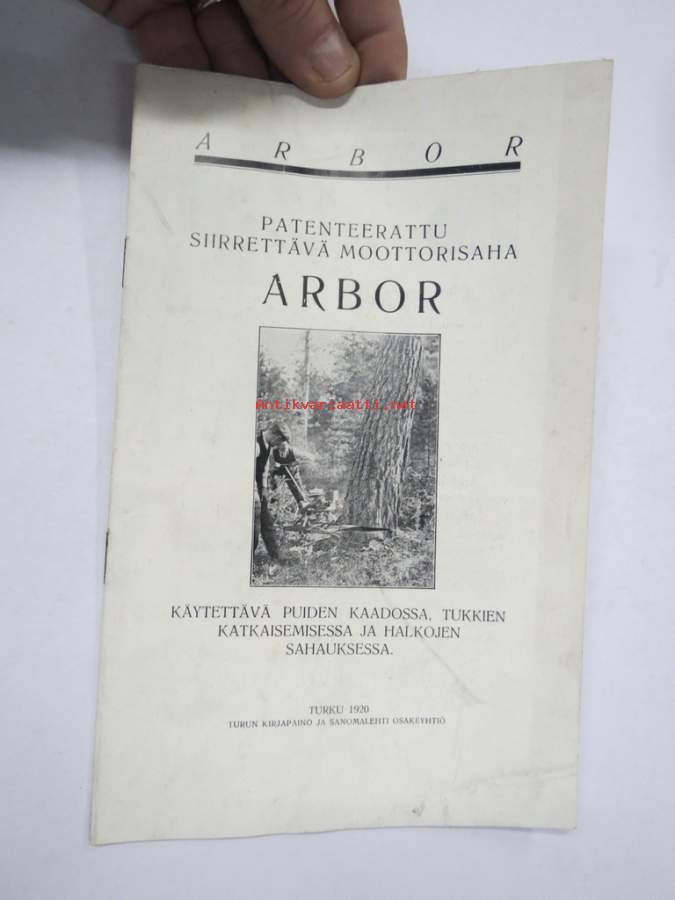 ARBOR
PATENTEERATTU
SIIRRETTÄVÄ MOOTTORISAHA
ARBOR
Antikvariaatti.net
KÄYTETTÄVÄ PUIDEN KAADOSSA, TUKKIEN
KATKAISEMISESSA JA HALKOJEN
SAHAUKSESSA.
TURKU 1920
TURUN KIRJAPAINO JA SANOMALEHTI OSAKEYHTIÖ